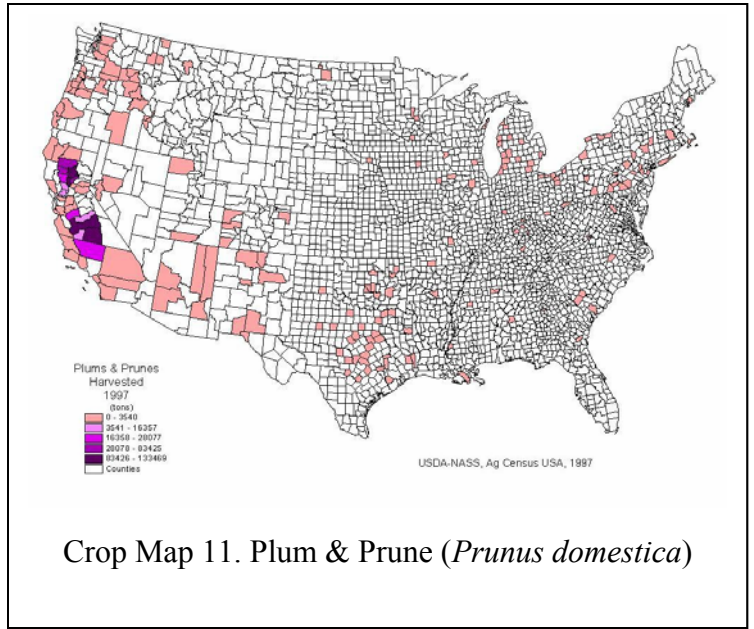 Plums & Prunes
Harvested
1997
(tons)
0 - 3540
3541 - 16357
16358 - 28077
28078 - 83425
83426 - 133469
Counties
USDA-NASS, Ag Census USA, 1997
Crop Map 11. Plum & Prune (Prunus domestica)